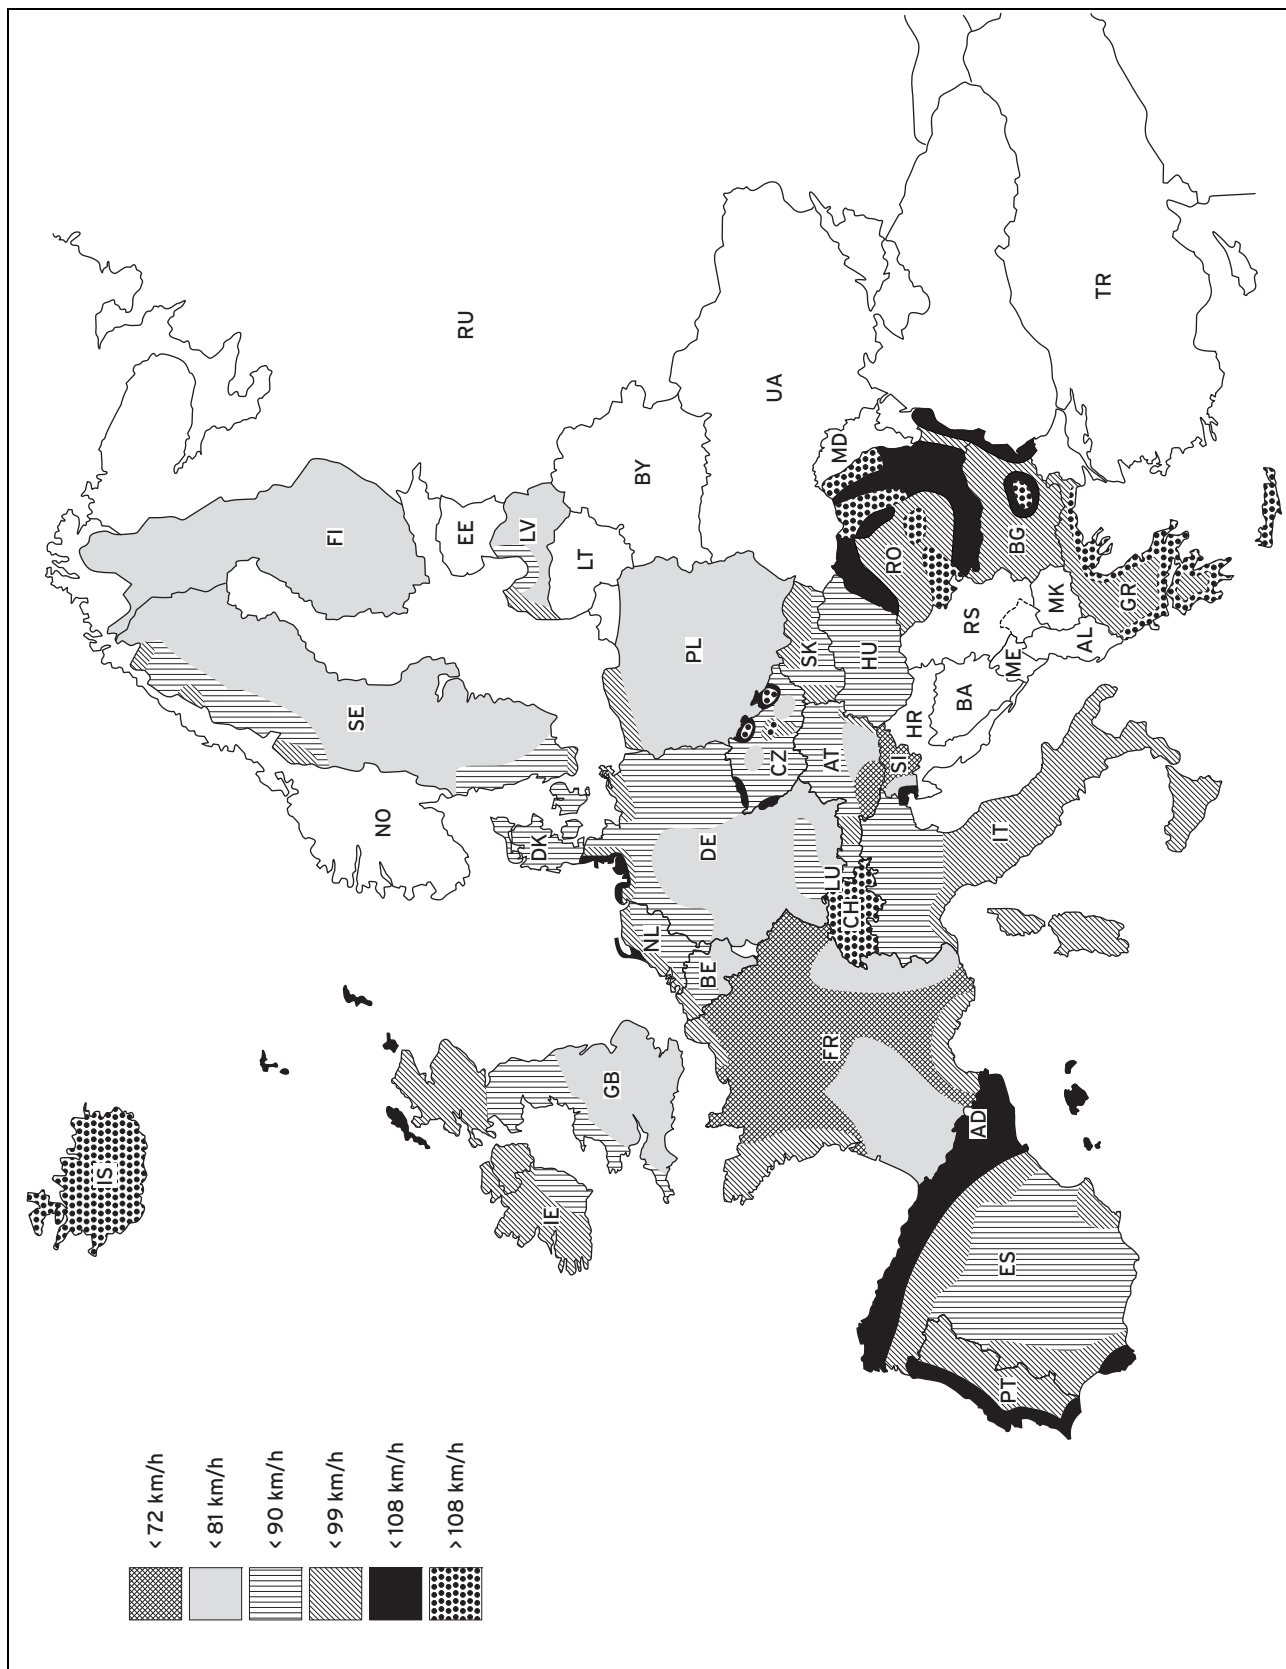 < 72 km/h
< 81 km/h
< 90 km/h
< 99 km/h
<108 km/h
>108 km/h
IS
NO
SE
FI
RU
EE
LV
LT
BY
DK
IE
GB
NL
BE
DE
PL
CZ
SK
UA
LU
AT
HU
MD
FR
CH
SI
HR
RO
AD
IT
BA
RS
ME
BG
MK
AL
GR
TR
PT
ES